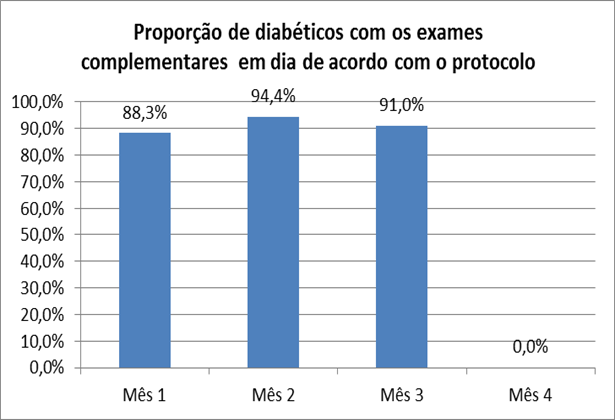 Proporção de diabéticos com os exames
complementares em dia de acordo com o protocolo
100,0%
90,0%
80,0%
70,0%
60,0%
50,0%
40,0%
30,0%
20,0%
10,0%
0,0%
88,3%
94,4%
91,0%
0,0%
Mês 1
Mês 2
Mês 3
Mês 4